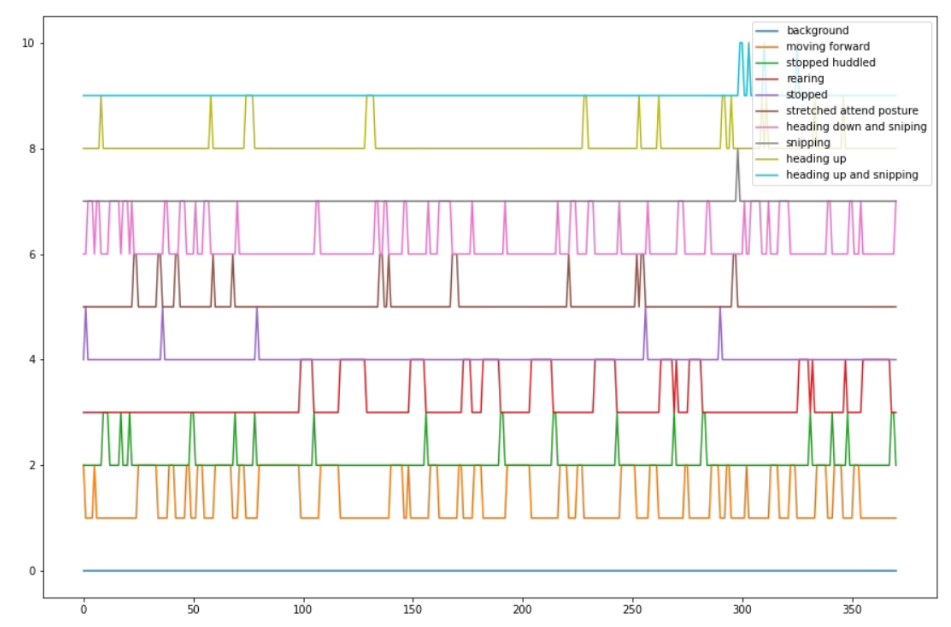 10
8
6
4
2
0
0 50 100 150 200 250 300 350
background
moving forward
stopped huddled
rearing
stopped
stretched attend posture
heading down and sniping
snipping
heading up
heading up and snipping